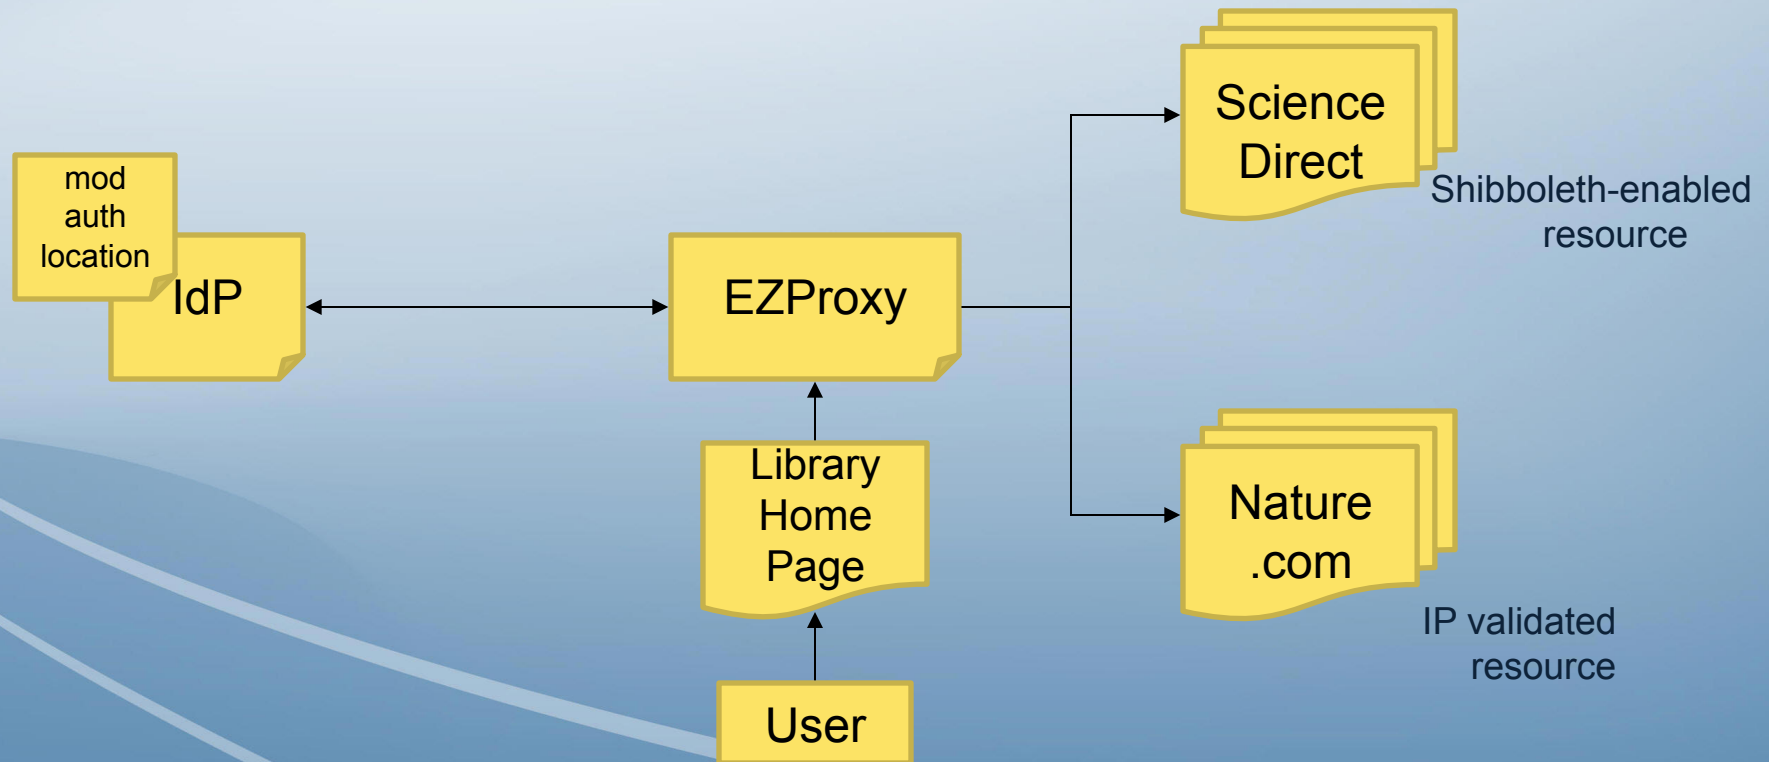 Science
Direct
Shibboleth-enabled
resource
mod
auth
location
IdP
EZProxy
Library
Home
Page
Nature
.com
IP validated
resource
User